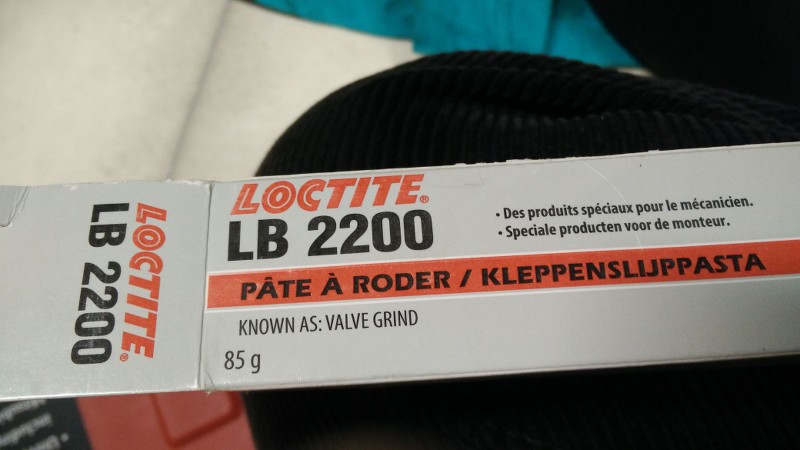 LOCTITE®
LB 2200
• Des produits spéciaux pour le mécanicien.
• Speciale producten voor de monteur.
PÂTE À RODER / KLEPPENSLIJPPASTA
KNOWN AS: VALVE GRIND
85 g
LOCTITE®
LB 2200
including